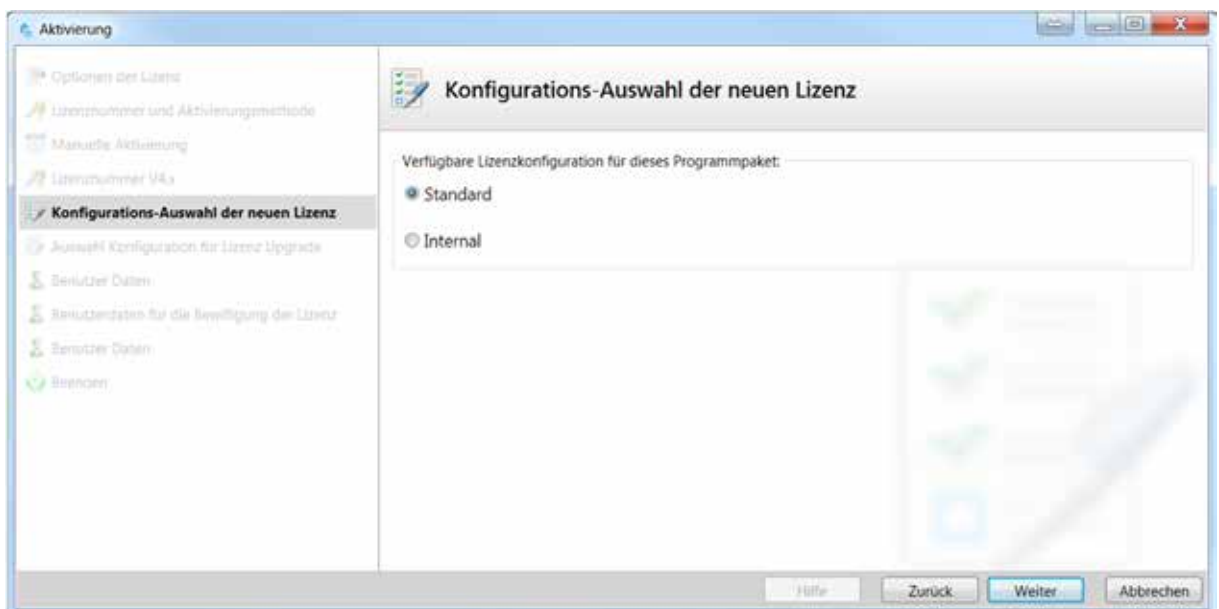 Aktivierung
Optionen der Lizenz
Lizenznummer und Aktivierungsmethode
Manuelle Aktivierung
Lizenznummer V4.x
Konfigurations-Auswahl der neuen Lizenz
Auswahl Konfiguration für Lizenz Upgrade
Benutzer Daten
Benutzerdaten für die Bewilligung der Lizenz
Benutzer Daten
Beenden
Konfigurations-Auswahl der neuen Lizenz
Verfügbare Lizenzkonfiguration für dieses Programmpaket:
Standard
Internal
Hilfe
Zurück
Weiter
Abbrechen